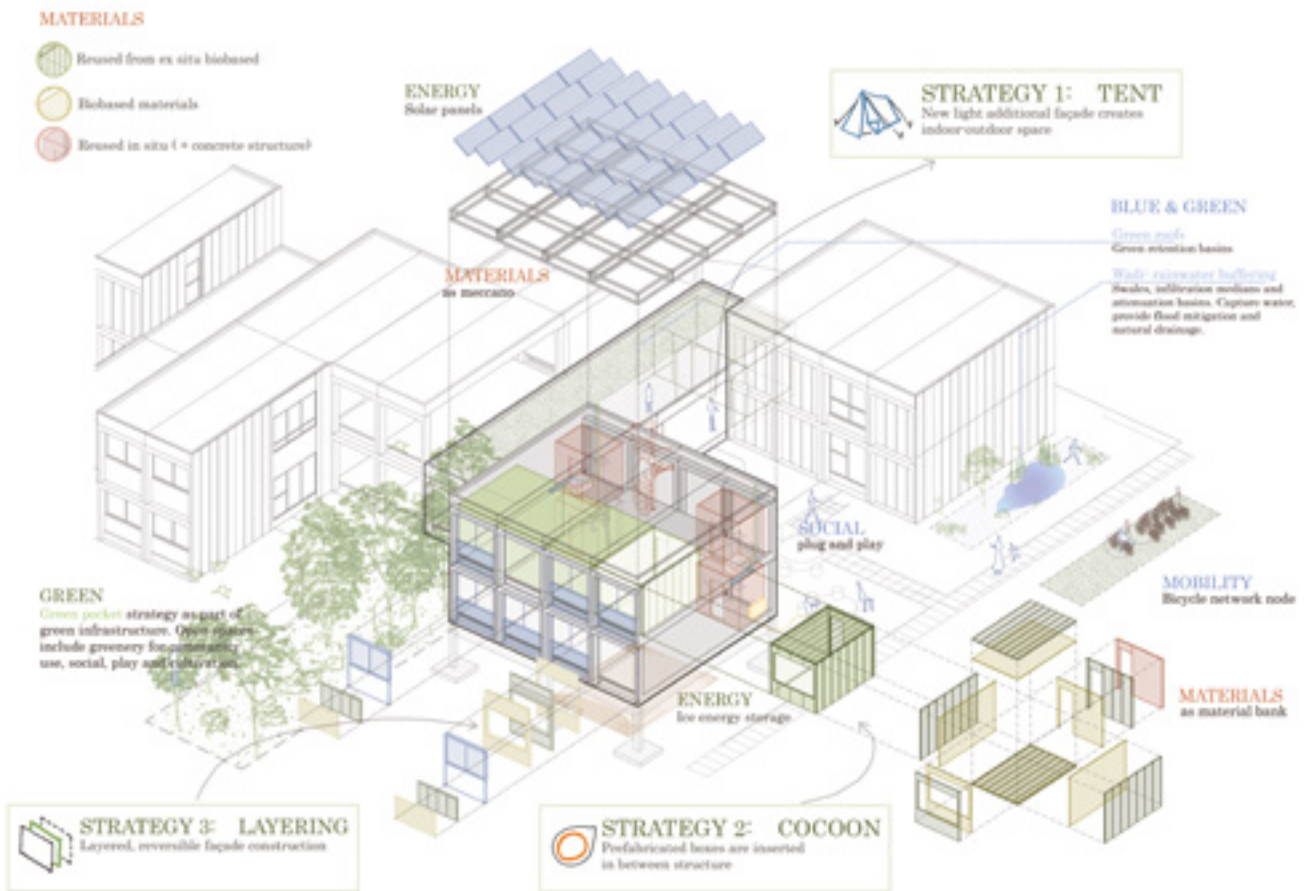 MATERIALS
Reused from ex situ biobased
Biobased materials
Reused in situ ( + concrete structure)
ENERGY
Solar panels
STRATEGY 1: TENT
New light additional façade creates
indoor-outdoor space
BLUE & GREEN
Green roofs
Green retention basins
Wadi: rainwater buffering
Swales, infiltration medians and
attenuation basins. Capture water,
provide flood mitigation and
natural drainage.
MATERIALS
as meccano
SOCIAL
plug and play
MOBILITY
Bicycle network node
GREEN
Green pocket strategy as part of
green infrastructure. Open spaces
include greenery for community
use, social, play and cultivation.
ENERGY
Ice energy storage
MATERIALS
as material bank
STRATEGY 3: LAYERING
Layered, reversible façade construction
STRATEGY 2: COCOON
Prefabricated boxes are inserted
in between structure